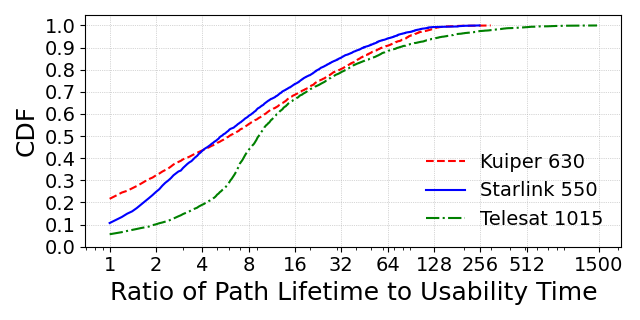 1.0
0.9
0.8
0.7
0.6
0.5
0.4
0.3
0.2
0.1
0.0
CDF
Kuiper 630
Starlink 550
Telesat 1015
1 2 4 8 16 32 64 128 256 512 1500
Ratio of Path Lifetime to Usability Time